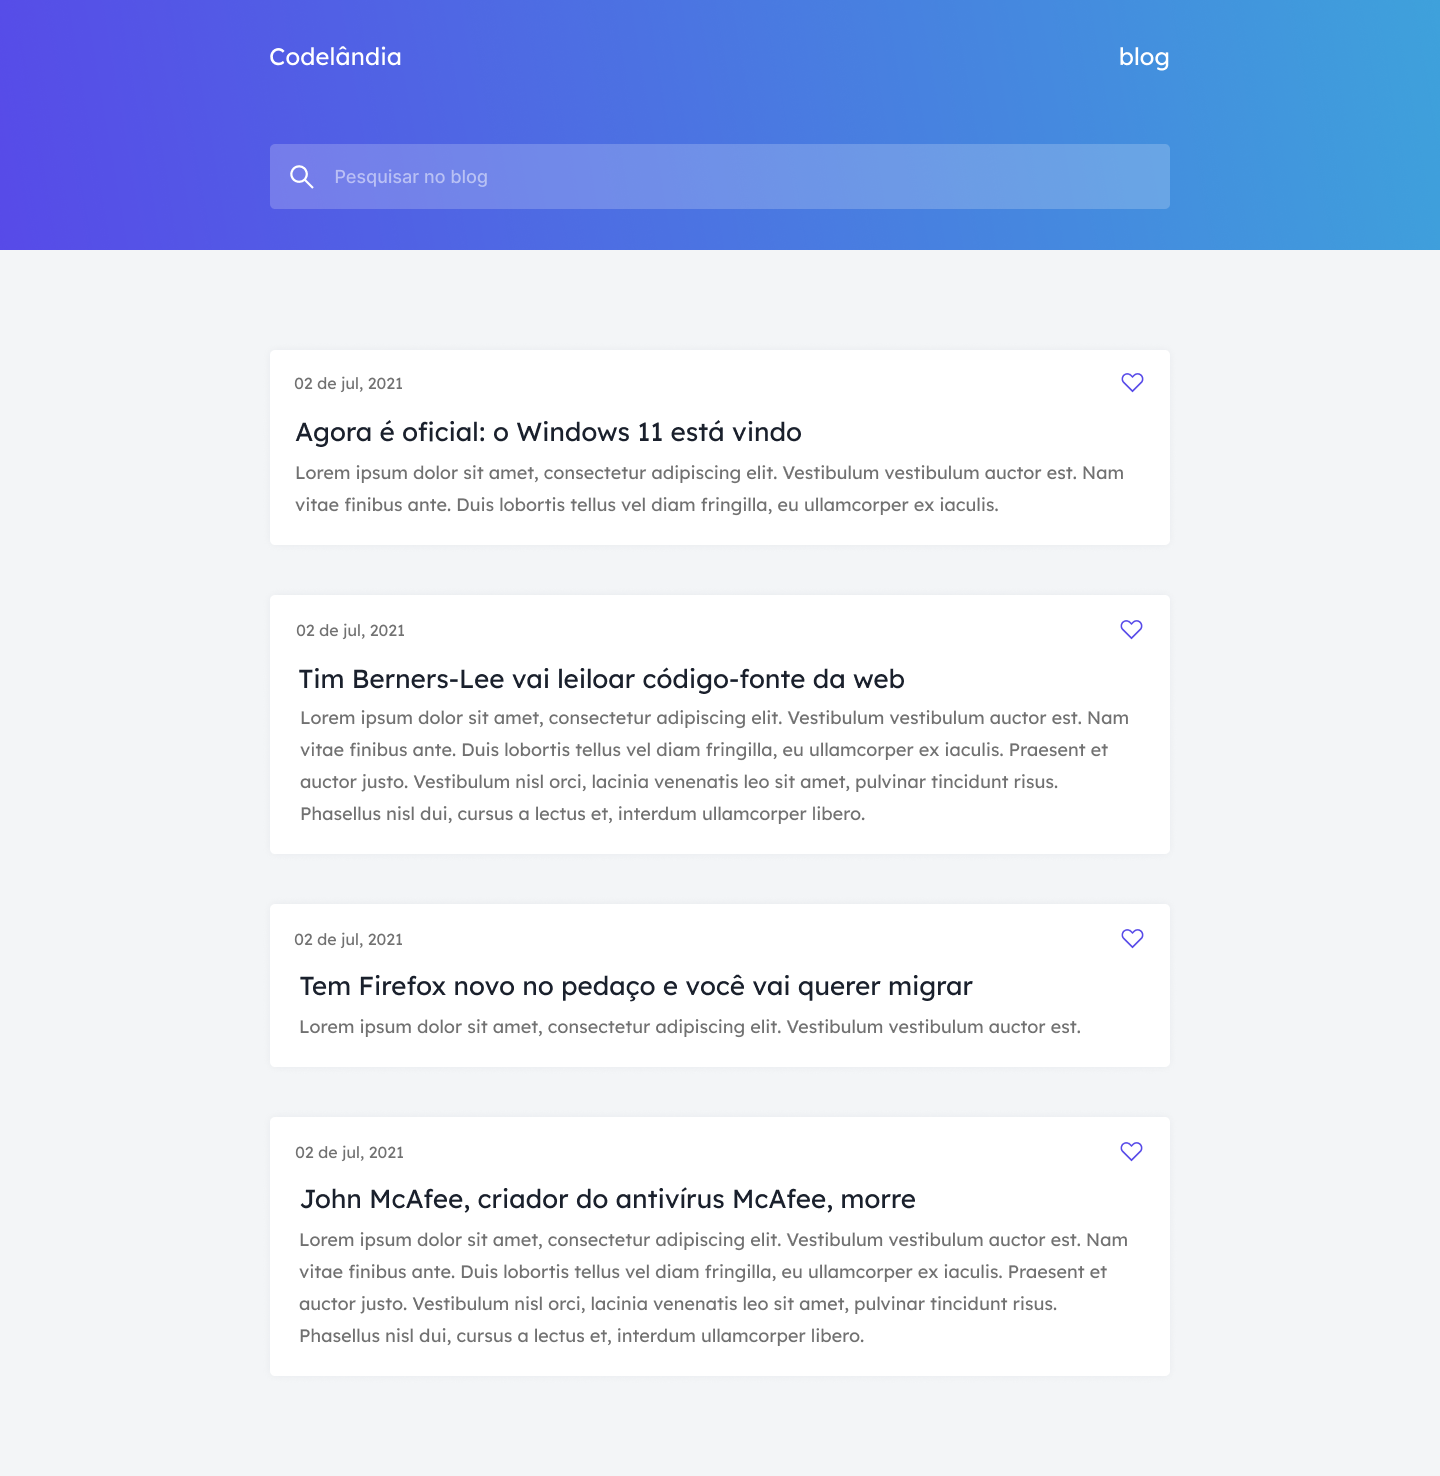 Codelândia
blog
Pesquisar no blog
02 de jul, 2021
Agora é oficial: o Windows 11 está vindo
Lorem ipsum dolor sit amet, consectetur adipiscing elit. Vestibulum vestibulum auctor est. Nam
vitae finibus ante. Duis lobortis tellus vel diam fringilla, eu ullamcorper ex iaculis.
02 de jul, 2021
Tim Berners-Lee vai leiloar código-fonte da web
Lorem ipsum dolor sit amet, consectetur adipiscing elit. Vestibulum vestibulum auctor est. Nam
vitae finibus ante. Duis lobortis tellus vel diam fringilla, eu ullamcorper ex iaculis. Praesent et
auctor justo. Vestibulum nisl orci, lacinia venenatis leo sit amet, pulvinar tincidunt risus.
Phasellus nisl dui, cursus a lectus et, interdum ullamcorper libero.
02 de jul, 2021
Tem Firefox novo no pedaço e você vai querer migrar
Lorem ipsum dolor sit amet, consectetur adipiscing elit. Vestibulum vestibulum auctor est.
02 de jul, 2021
John McAfee, criador do antivírus McAfee, morre
Lorem ipsum dolor sit amet, consectetur adipiscing elit. Vestibulum vestibulum auctor est. Nam
vitae finibus ante. Duis lobortis tellus vel diam fringilla, eu ullamcorper ex iaculis. Praesent et
auctor justo. Vestibulum nisl orci, lacinia venenatis leo sit amet, pulvinar tincidunt risus.
Phasellus nisl dui, cursus a lectus et, interdum ullamcorper libero.